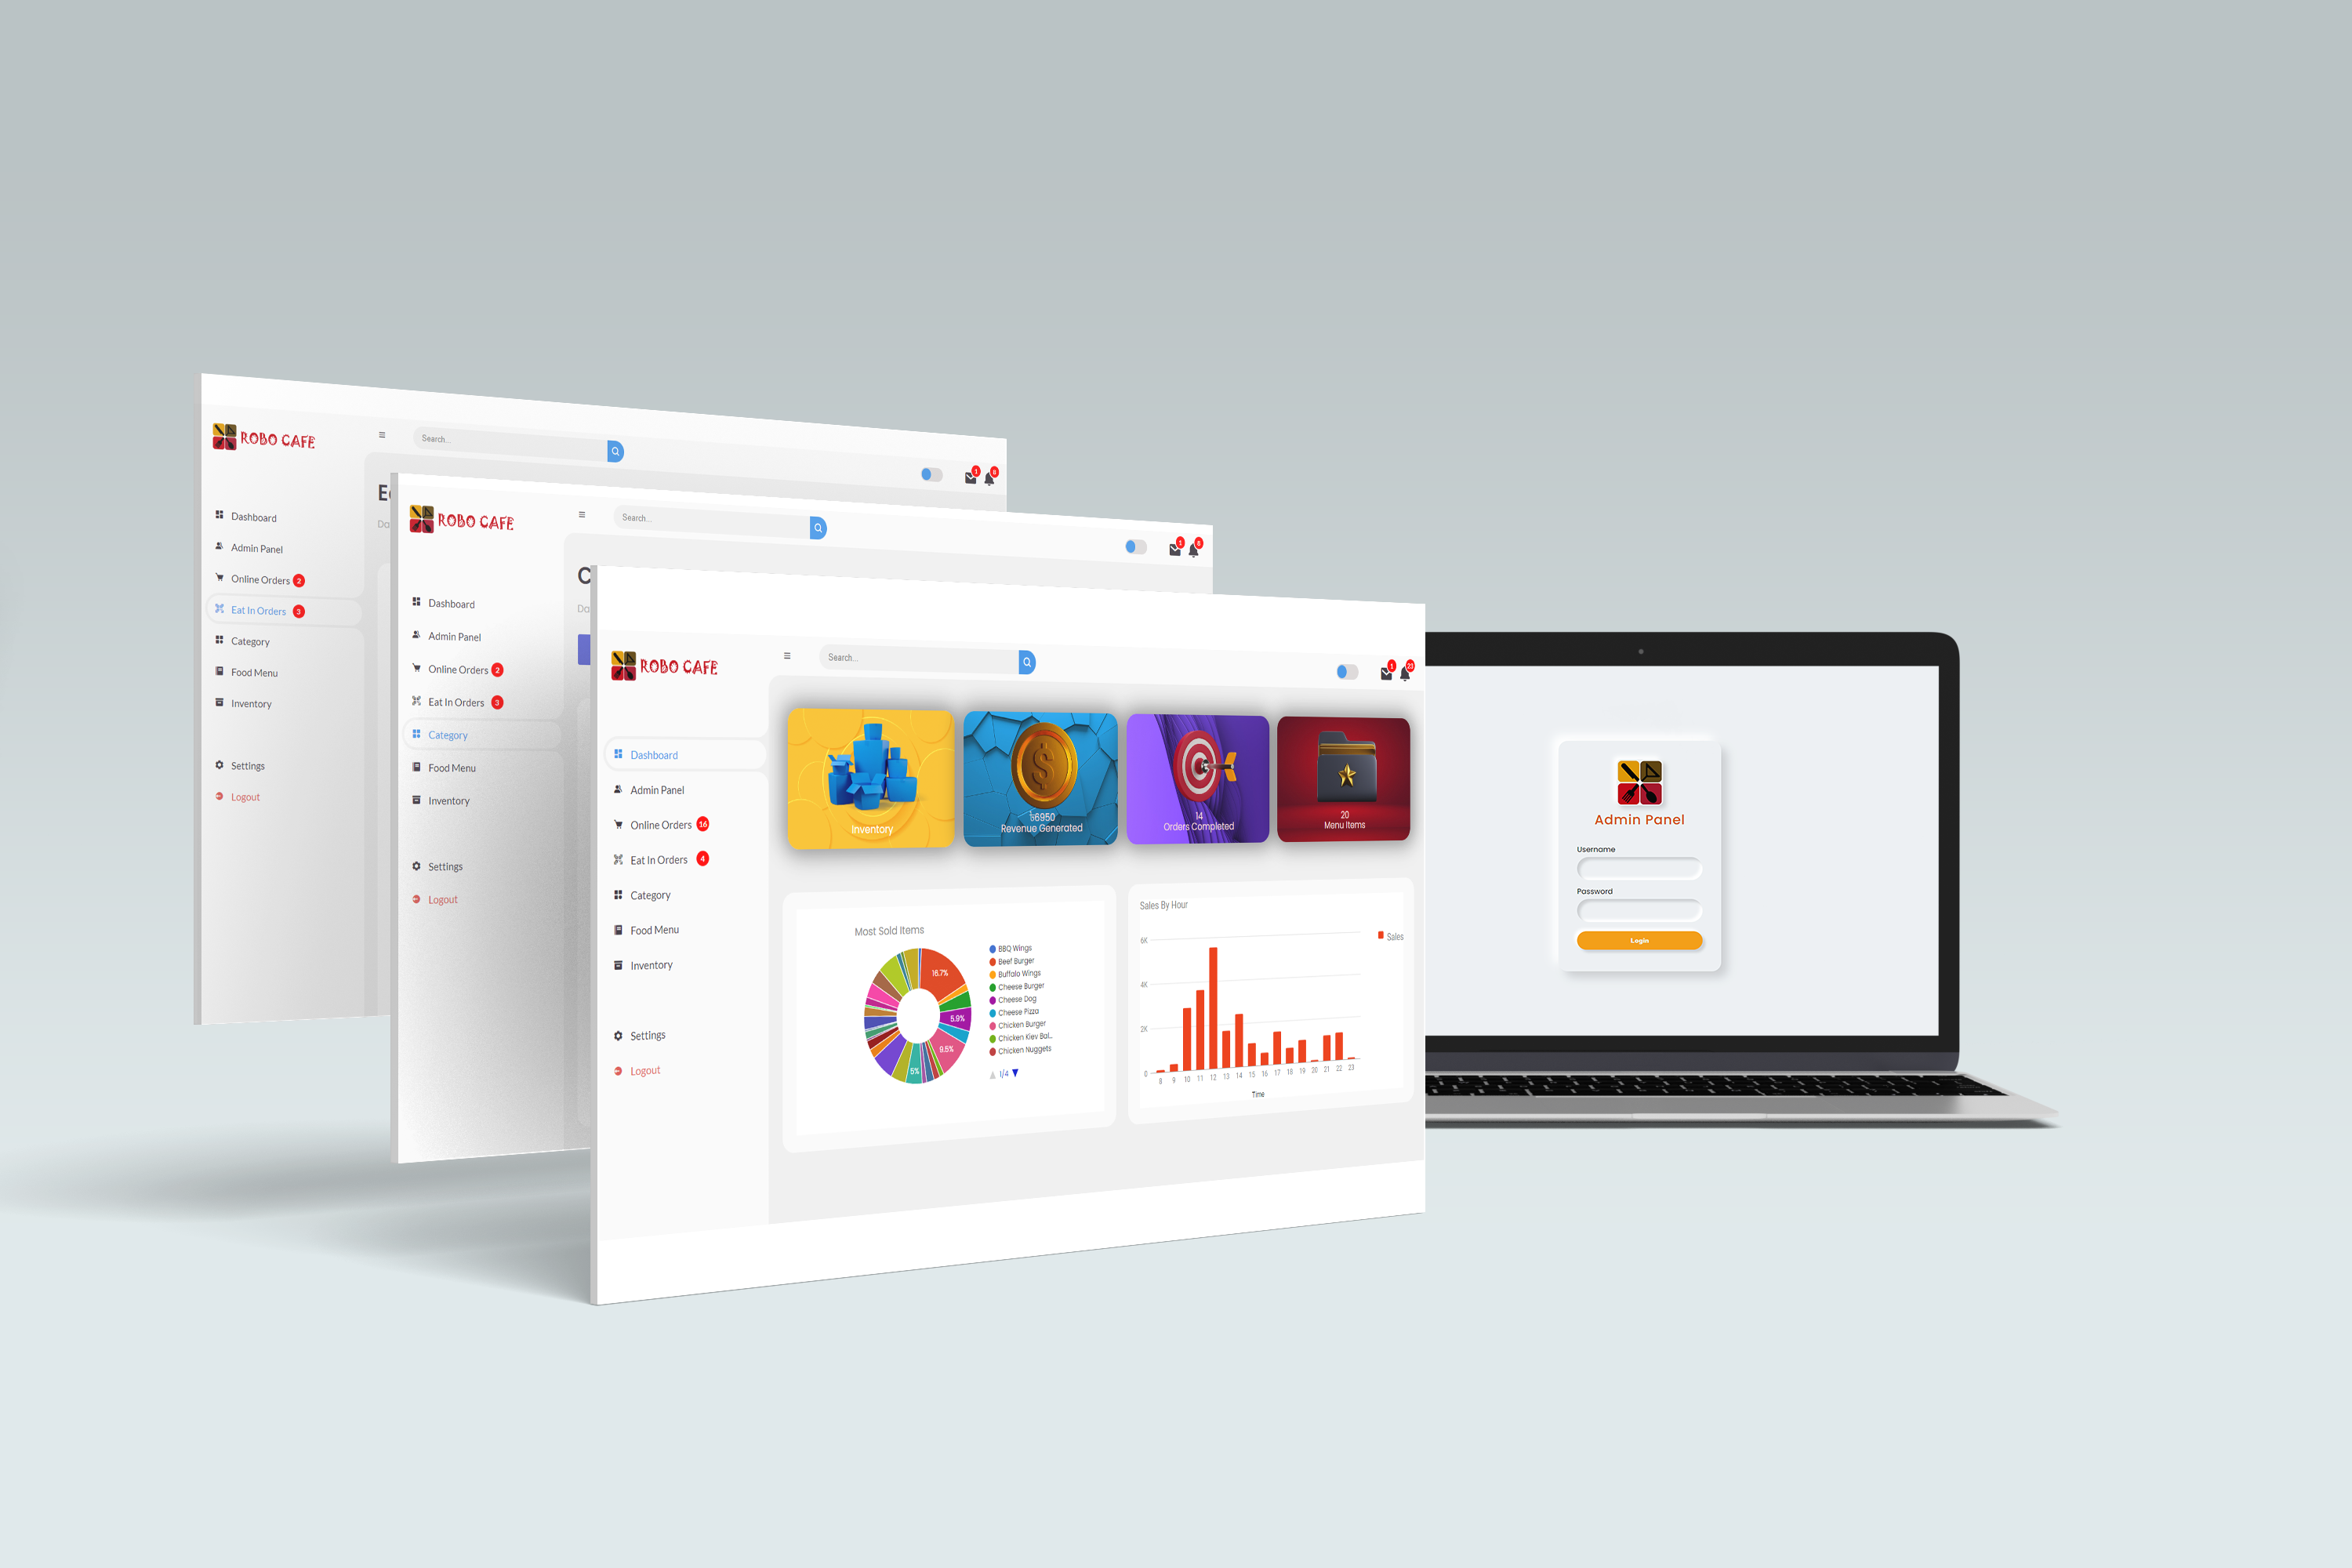 ROBO CAFE
Search...
1
8
Dashboard
Admin Panel
Online Orders 2
Eat In Orders 3
Category
Food Menu
Inventory
Settings
Logout
ROBO CAFE
Search...
1
8
Dashboard
Admin Panel
Online Orders 2
Eat In Orders 3
Category
Food Menu
Inventory
Settings
Logout
ROBO CAFE
Search...
1
Dashboard
Admin Panel
Online Orders 16
Eat In Orders 4
Category
Food Menu
Inventory
Settings
Logout
Inventory
৳6950
Revenue Generated
14
Orders Completed
20
Menu Items
Most Sold Items
16.7%
5.9%
9.5%
5%
BBQ Wings
Beef Burger
Buffalo Wings
Cheese Burger
Cheese Dog
Cheese Pizza
Chicken Burger
Chicken Kiev Bal...
Chicken Nuggets
1/4
Sales By Hour
Sales
6K
4K
2K
0
8 9 10 11 12 13 14 15 16 17 18 19 20 21 22 23
Time
Admin Panel
Username
Password
Login